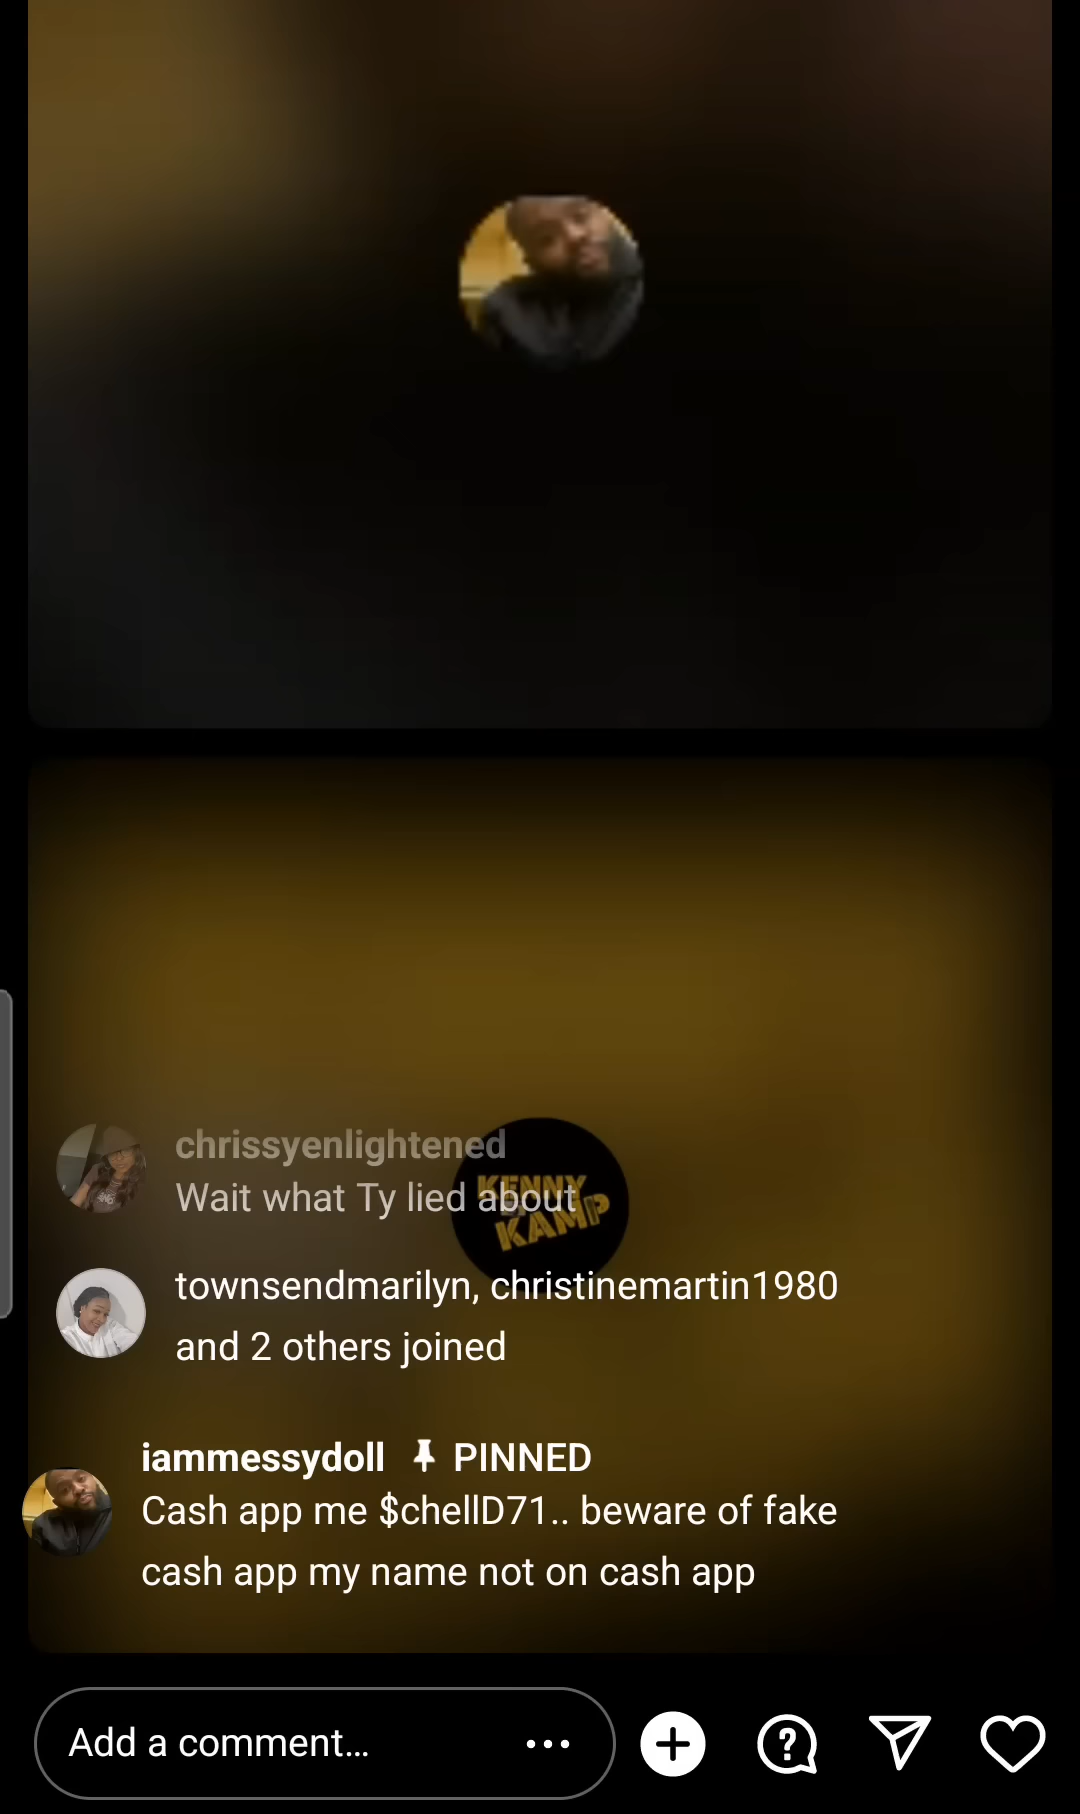 chrissyenlightened
Wait what Ty lied about
KENNY
KAMP
townsendmarilyn, christinemartin1980
and 2 others joined
iammessydoll PINNED
Cash app me $chellD71.. beware of fake
cash app my name not on cash app
Add a comment…